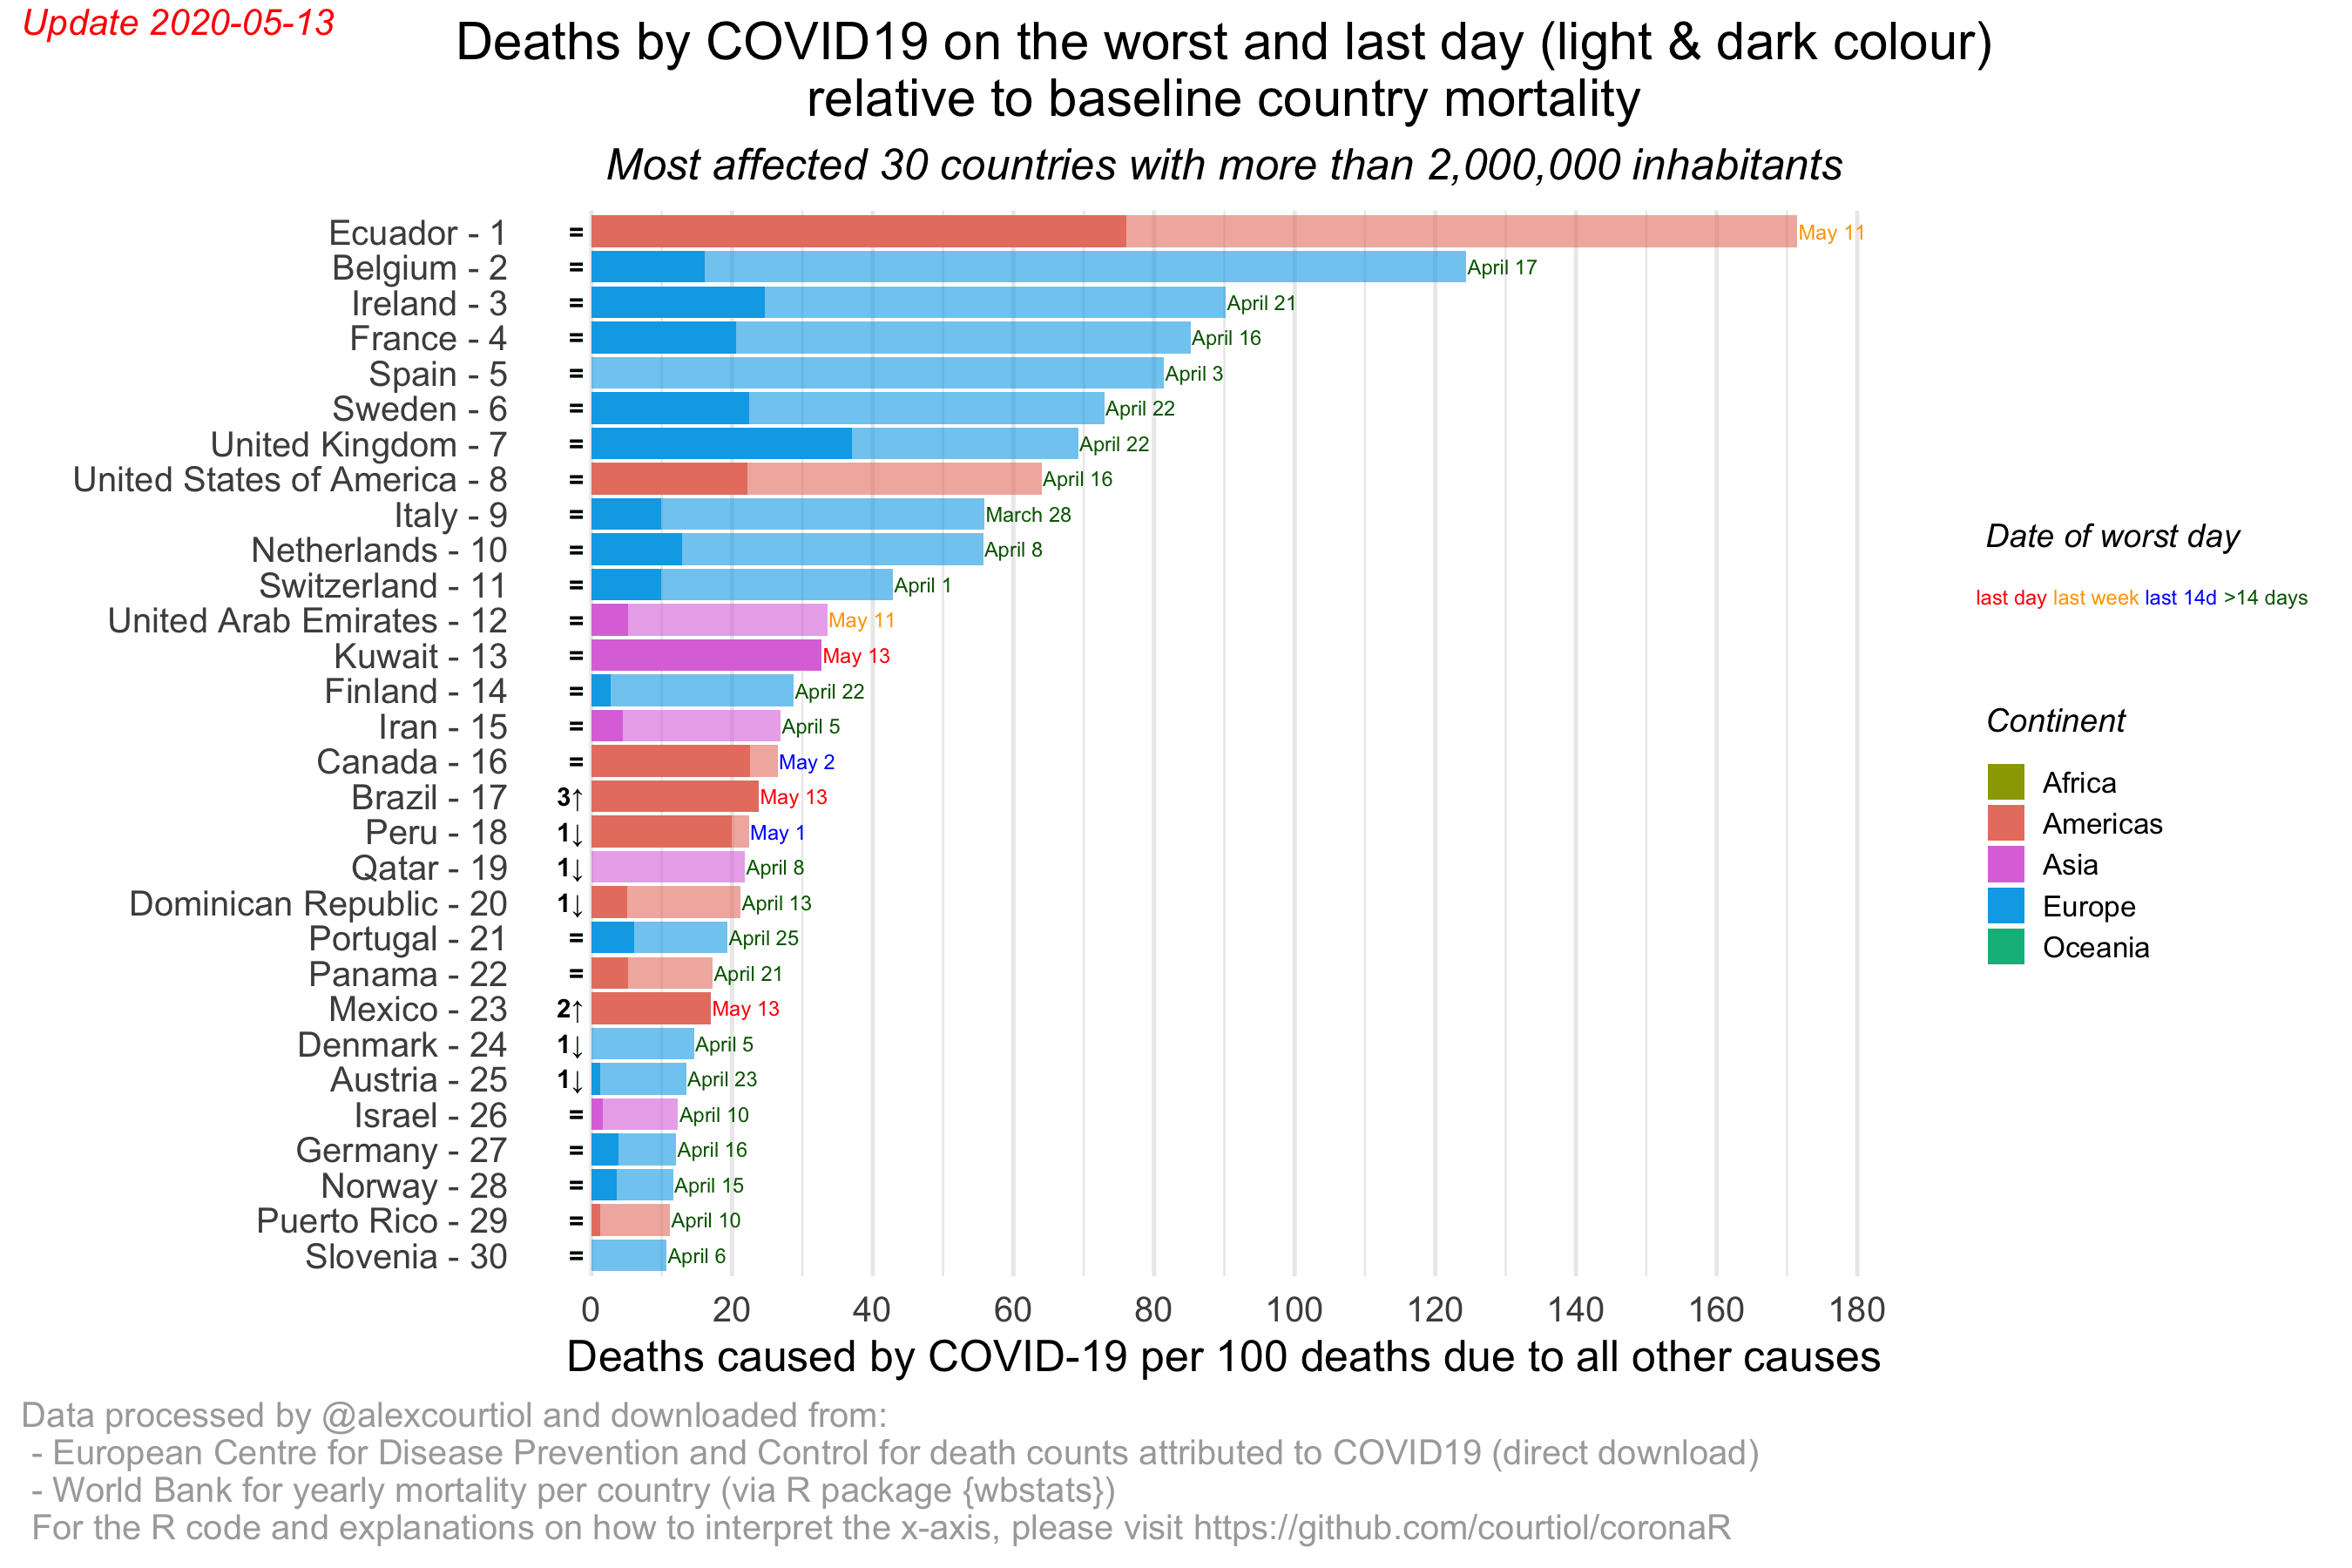 Update 2020-05-13
Deaths by COVID19 on the worst and last day (light & dark colour)
relative to baseline country mortality
Most affected 30 countries with more than 2,000,000 inhabitants
Ecuador - 1 = May 11
Belgium - 2 = April 17
Ireland - 3 = April 21
France - 4 = April 16
Spain - 5 = April 3
Sweden - 6 = April 22
United Kingdom - 7 = April 22
United States of America - 8 = April 16
Italy - 9 = March 28
Netherlands - 10 = April 8
Switzerland - 11 = April 1
United Arab Emirates - 12 = May 11
Kuwait - 13 = May 13
Finland - 14 = April 22
Iran - 15 = April 5
Canada - 16 = May 2
Brazil - 17 3↑ May 13
Peru - 18 1↓ May 1
Qatar - 19 1↓ April 8
Dominican Republic - 20 1↓ April 13
Portugal - 21 = April 25
Panama - 22 = April 21
Mexico - 23 2↑ May 13
Denmark - 24 1↓ April 5
Austria - 25 1↓ April 23
Israel - 26 = April 10
Germany - 27 = April 16
Norway - 28 = April 15
Puerto Rico - 29 = April 10
Slovenia - 30 = April 6
0 20 40 60 80 100 120 140 160 180
Deaths caused by COVID-19 per 100 deaths due to all other causes
Date of worst day
last day last week last 14d >14 days
Continent
Africa
Americas
Asia
Europe
Oceania
Data processed by @alexcourtiol and downloaded from:
- European Centre for Disease Prevention and Control for death counts attributed to COVID19 (direct download)
- World Bank for yearly mortality per country (via R package {wbstats})
For the R code and explanations on how to interpret the x-axis, please visit https://github.com/courtiol/coronaR